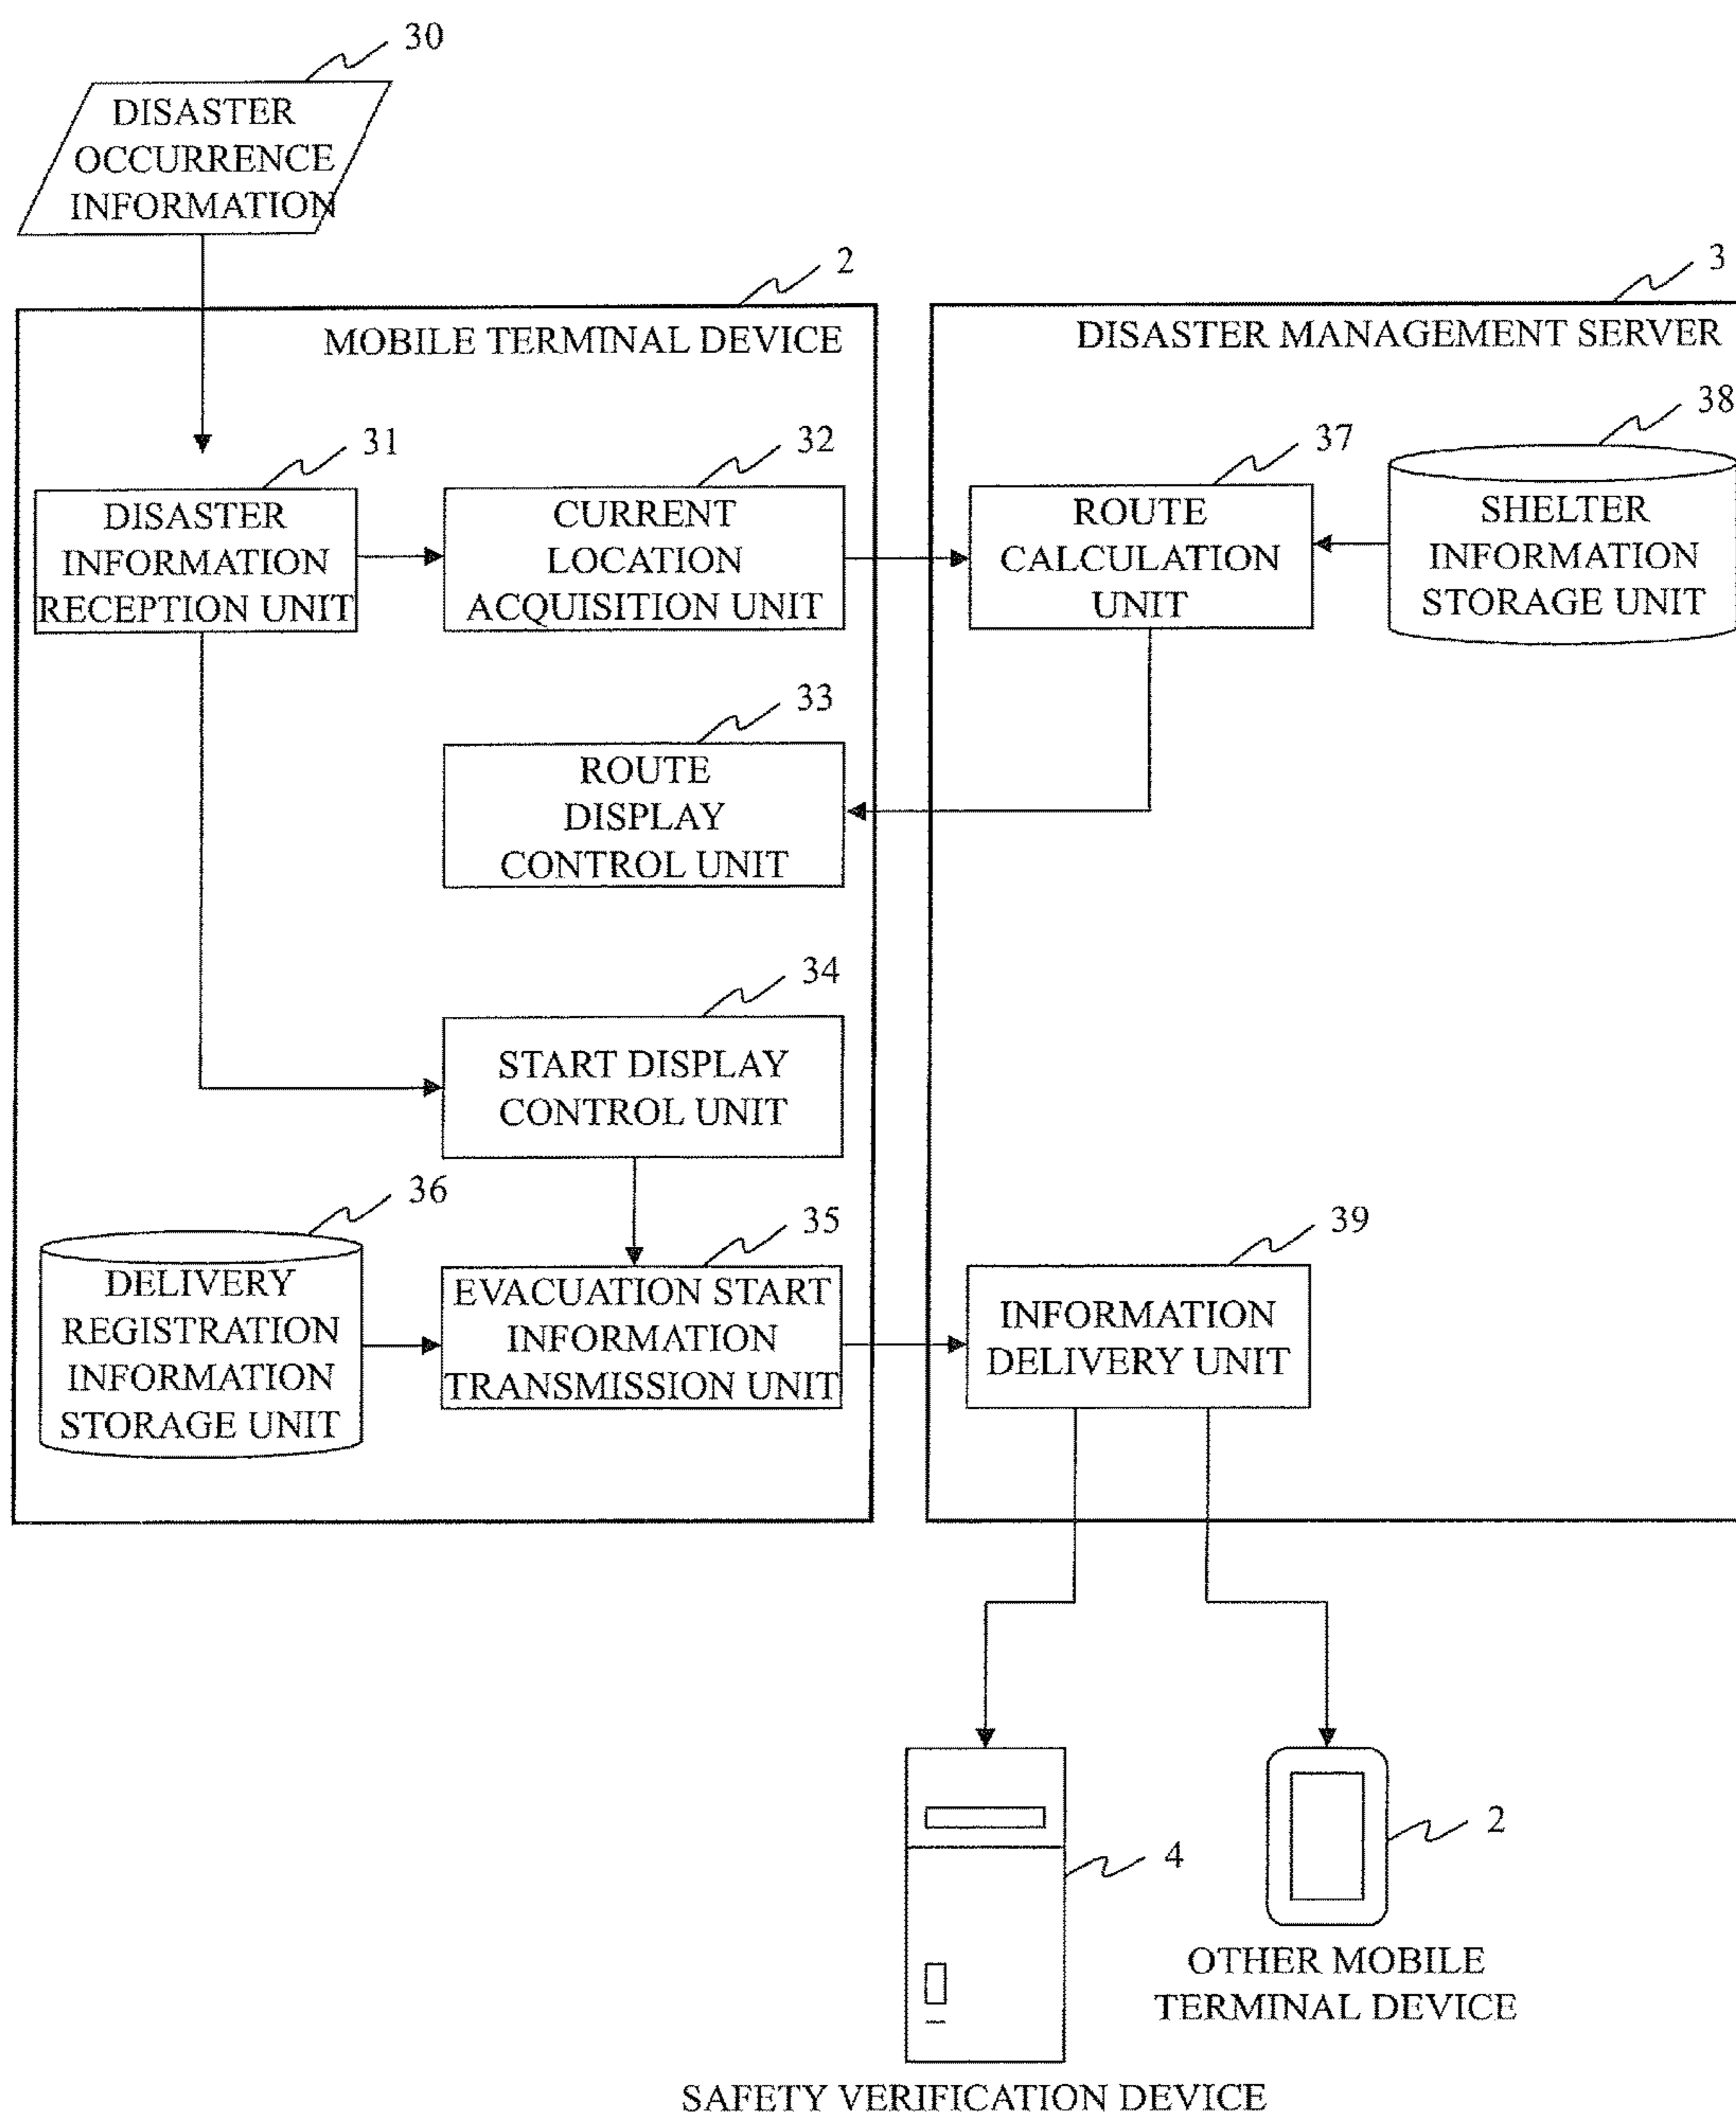 30
DISASTER
OCCURRENCE
INFORMATION
2
3
MOBILE TERMINAL DEVICE
DISASTER MANAGEMENT SERVER
31
DISASTER
INFORMATION
RECEPTION UNIT
32
CURRENT
LOCATION
ACQUISITION UNIT
37
ROUTE
CALCULATION
UNIT
38
SHELTER
INFORMATION
STORAGE UNIT
33
ROUTE
DISPLAY
CONTROL UNIT
34
START DISPLAY
CONTROL UNIT
36
DELIVERY
REGISTRATION
INFORMATION
STORAGE UNIT
35
EVACUATION START
INFORMATION
TRANSMISSION UNIT
39
INFORMATION
DELIVERY UNIT
4
2
OTHER MOBILE
TERMINAL DEVICE
SAFETY VERIFICATION DEVICE